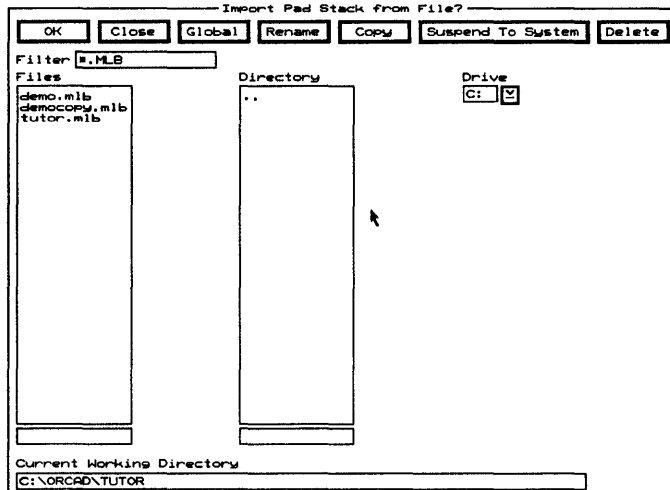 Import Pad Stack from File?
OK Close Global Rename Copy Suspend To System Delete
Filter *.MLB
Files Directory Drive
demo.mlb .. C:
democopy.mlb
tutor.mlb
Current Working Directory
C:\ORCAD\TUTOR